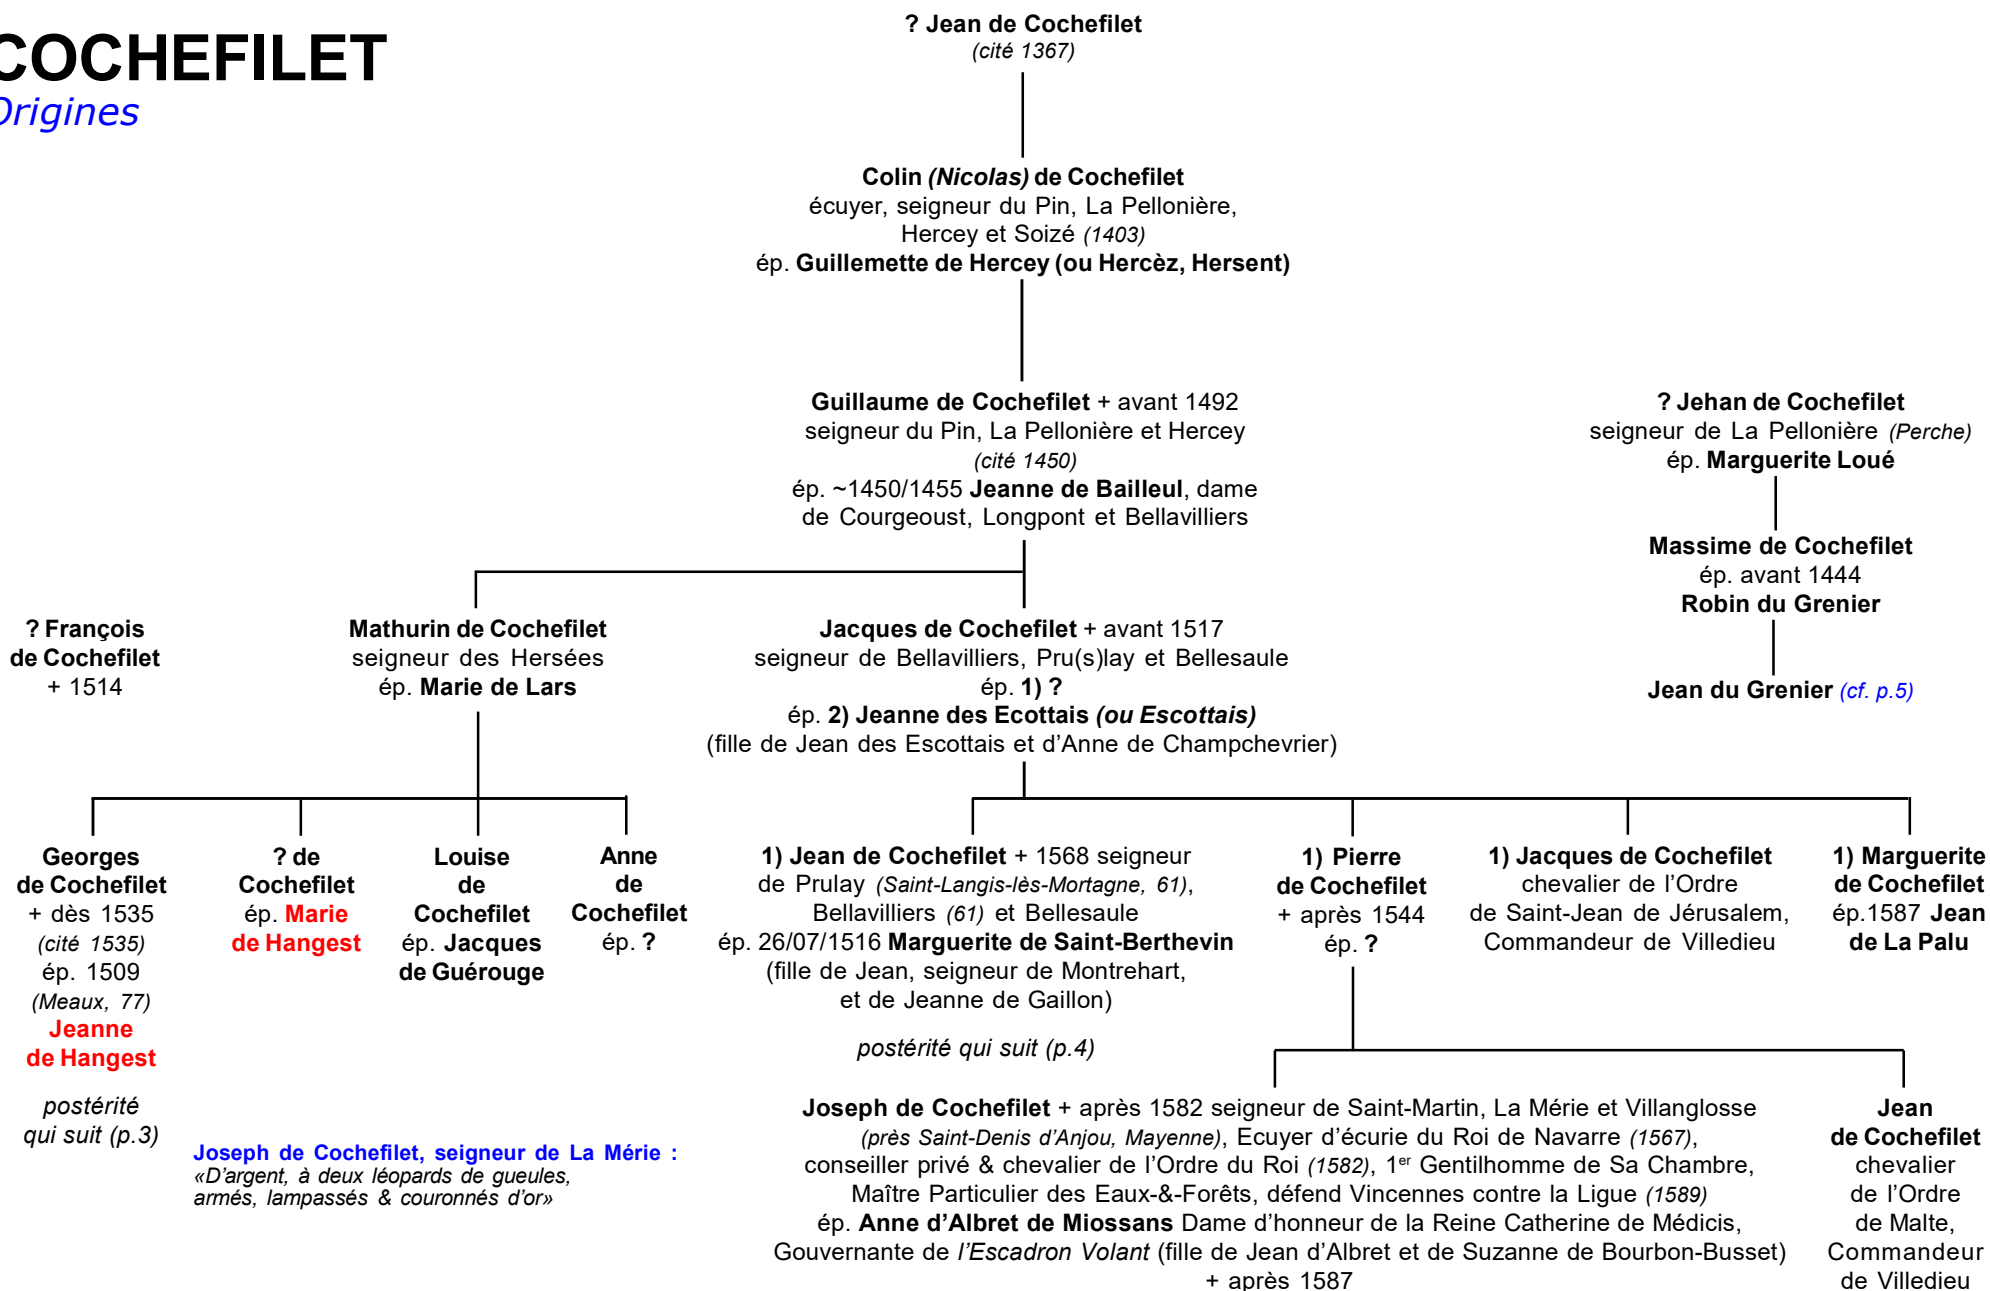 COCHEFILET
Origines
? Jean de Cochefilet
(cité 1367)
Colin (Nicolas) de Cochefilet
écuyer, seigneur du Pin, La Pellonière,
Hercey et Soizé (1403)
ép. Guillemette de Hercey (ou Hercèz, Hersent)
Guillaume de Cochefilet + avant 1492
seigneur du Pin, La Pellonière et Hercey
(cité 1450)
ép. ~1450/1455 Jeanne de Bailleul, dame
de Courgeoust, Longpont et Bellavilliers
? Jehan de Cochefilet
seigneur de La Pellonière (Perche)
ép. Marguerite Loué
Massime de Cochefilet
ép. avant 1444
Robin du Grenier
Jean du Grenier (cf. p.5)
? François
de Cochefilet
+ 1514
Mathurin de Cochefilet
seigneur des Hersées
ép. Marie de Lars
Jacques de Cochefilet + avant 1517
seigneur de Bellavilliers, Pru(s)lay et Bellesaule
ép. 1) ?
ép. 2) Jeanne des Ecottais (ou Escottais)
(fille de Jean des Escottais et d'Anne de Champchevrier)
Georges
de Cochefilet
+ dès 1535
(cité 1535)
ép. 1509
(Meaux, 77)
Jeanne
de Hangest
postérité
qui suit (p.3)
? de
Cochefilet
ép. Marie
de Hangest
Louise
de
Cochefilet
ép. Jacques
de Guérouge
Anne
de
Cochefilet
ép. ?
1) Jean de Cochefilet + 1568 seigneur
de Prulay (Saint-Langis-lès-Mortagne, 61),
Bellavilliers (61) et Bellesaule
ép. 26/07/1516 Marguerite de Saint-Berthevin
(fille de Jean, seigneur de Montrehart,
et de Jeanne de Gaillon)
postérité qui suit (p.4)
1) Pierre
de Cochefilet
+ après 1544
ép. ?
1) Jacques de Cochefilet
chevalier de l'Ordre
de Saint-Jean de Jérusalem,
Commandeur de Villedieu
1) Marguerite
de Cochefilet
ép.1587 Jean
de La Palu
Joseph de Cochefilet, seigneur de La Mérie :
«D'argent, à deux léopards de gueules,
armés, lampassés & couronnés d'or»
Joseph de Cochefilet + après 1582 seigneur de Saint-Martin, La Mérie et Villanglosse
(près Saint-Denis d'Anjou, Mayenne), Ecuyer d'écurie du Roi de Navarre (1567),
conseiller privé & chevalier de l'Ordre du Roi (1582), 1er Gentilhomme de Sa Chambre,
Maître Particulier des Eaux-&-Forêts, défend Vincennes contre la Ligue (1589)
ép. Anne d'Albret de Miossans Dame d'honneur de la Reine Catherine de Médicis,
Gouvernante de l'Escadron Volant (fille de Jean d'Albret et de Suzanne de Bourbon-Busset)
+ après 1587
Jean
de Cochefilet
chevalier
de l'Ordre
de Malte,
Commandeur
de Villedieu